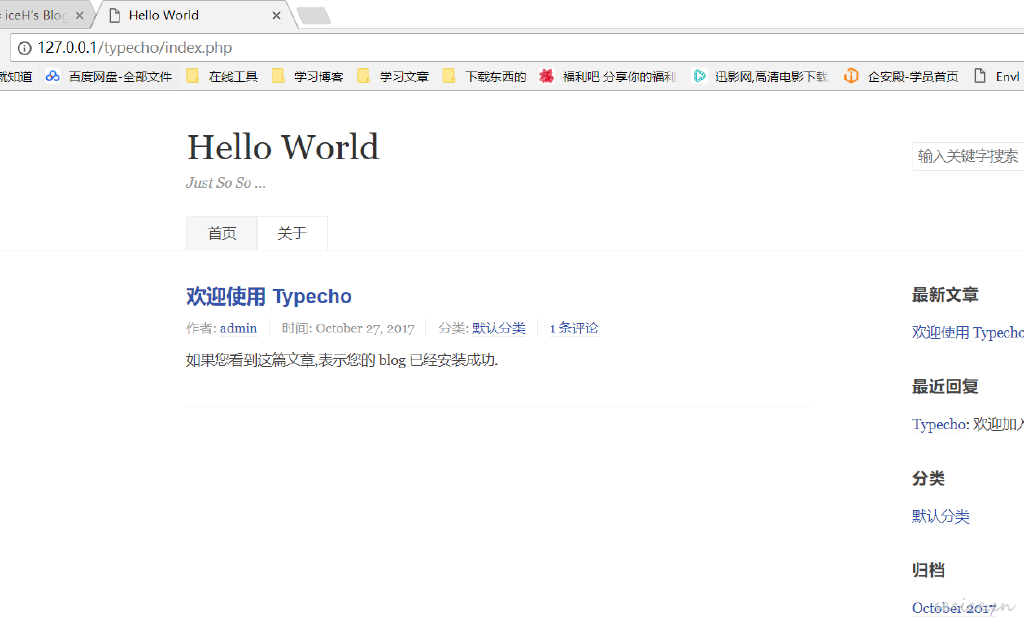 iceH's Blog
Hello World
127.0.0.1/typecho/index.php
就知道 百度网盘-全部文件 在线工具 学习博客 学习文章 下载东西的 福利吧 分享你的福利 迅影网,高清电影下载 企安殿-学员首页 Envl
Hello World
输入关键字搜索
Just So So ...
首页 关于
欢迎使用 Typecho
作者: admin 时间: October 27, 2017 分类: 默认分类 1 条评论
如果您看到这篇文章,表示您的 blog 已经安装成功.
最新文章
欢迎使用 Typecho
最近回复
Typecho: 欢迎加入
分类
默认分类
归档
October 2017